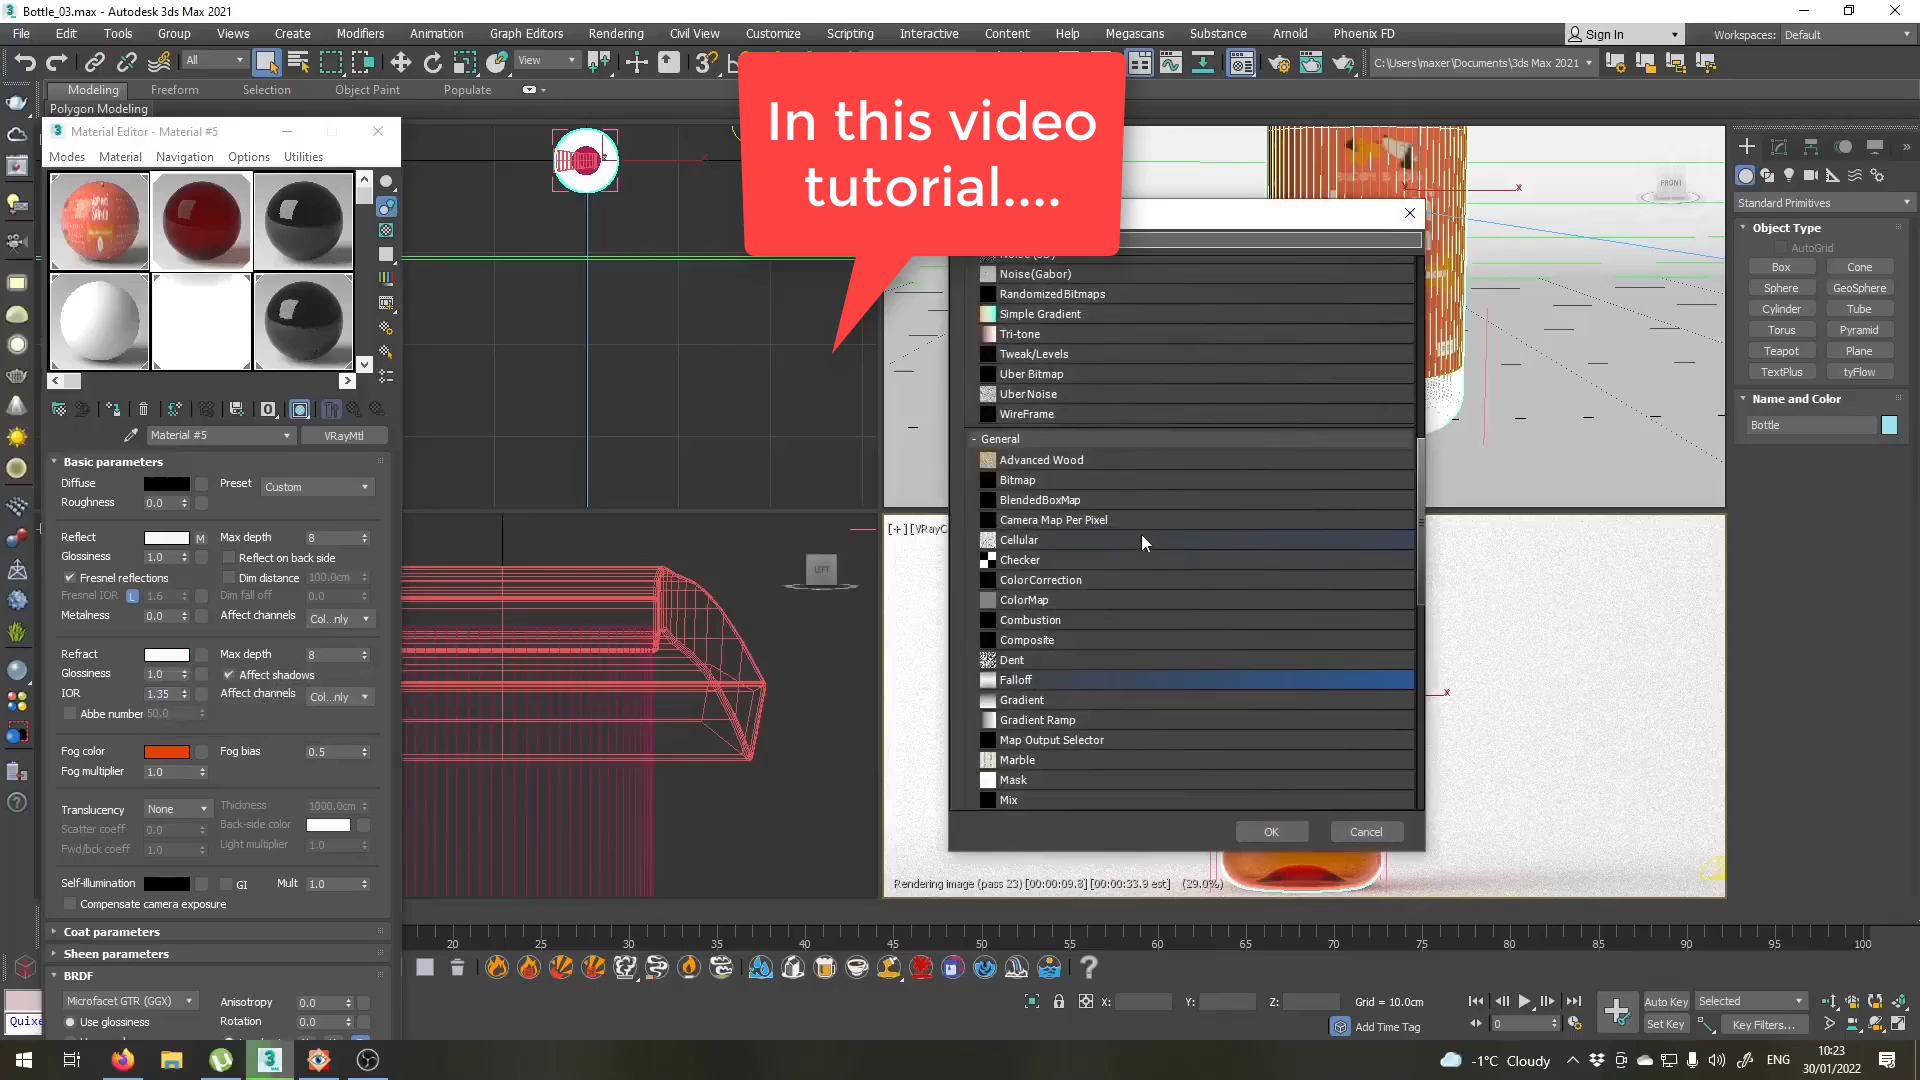 Bottle_03.max - Autodesk 3ds Max 2021
File Edit Tools Group Views Create Modifiers Animation Graph Editors Rendering Civil View Customize Scripting Interactive Content Help Megascans Substance Arnold Phoenix FD
Sign In
Workspaces: Default
All
View
C:\Users\maxer\Documents\3ds Max 2021
Modeling Freeform Selection Object Paint Populate
Polygon Modeling
In this video
tutorial....
Material Editor - Material #5
Modes Material Navigation Options Utilities
Material #5
VRayMtl
Basic parameters
Diffuse
Preset Custom
Roughness 0.0
Reflect M
Max depth 8
Glossiness 1.0
Reflect on back side
Fresnel reflections
Dim distance 100.0cm
Fresnel IOR L 1.6
Dim fall off 0.0
Metalness 0.0
Affect channels Col...nly
Refract
Max depth 8
Glossiness 1.0
Affect shadows
IOR 1.35
Affect channels Col...nly
Abbe number 50.0
Fog color
Fog bias 0.5
Fog multiplier 1.0
Translucency None
Thickness 1000.0cm
Scatter coeff 0.0
Back-side color
Fwd/bck coeff 1.0
Light multiplier 1.0
Self-illumination
GI
Mult 1.0
Compensate camera exposure
Coat parameters
Sheen parameters
BRDF
Microfacet GTR (GGX)
Anisotropy 0.0
Use glossiness
Rotation 0.0
LEFT
FRONT
x
Noise(Gabor)
RandomizedBitmaps
Simple Gradient
Tri-tone
Tweak/Levels
Uber Bitmap
Uber Noise
WireFrame
- General
Advanced Wood
Bitmap
BlendedBoxMap
Camera Map Per Pixel
Cellular
Checker
Color Correction
ColorMap
Combustion
Composite
Dent
Falloff
Gradient
Gradient Ramp
Map Output Selector
Marble
Mask
Mix
OK
Cancel
[+] [VRayC
x
Rendering image (pass 23) [00:00:09.8] [00:00:33.9 est] (29.0%)
Standard Primitives
Object Type
AutoGrid
Box Cone
Sphere GeoSphere
Cylinder Tube
Torus Pyramid
Teapot Plane
TextPlus tyFlow
Name and Color
Bottle
20 25 30 35 40 45 50 55 60 65 70 75 80 85 90 95 100
X: Y: Z: Grid = 10.0cm
Add Time Tag
0
Auto Key Selected
Set Key Key Filters...
Quixe
-1°C Cloudy
ENG
10:23
30/01/2022